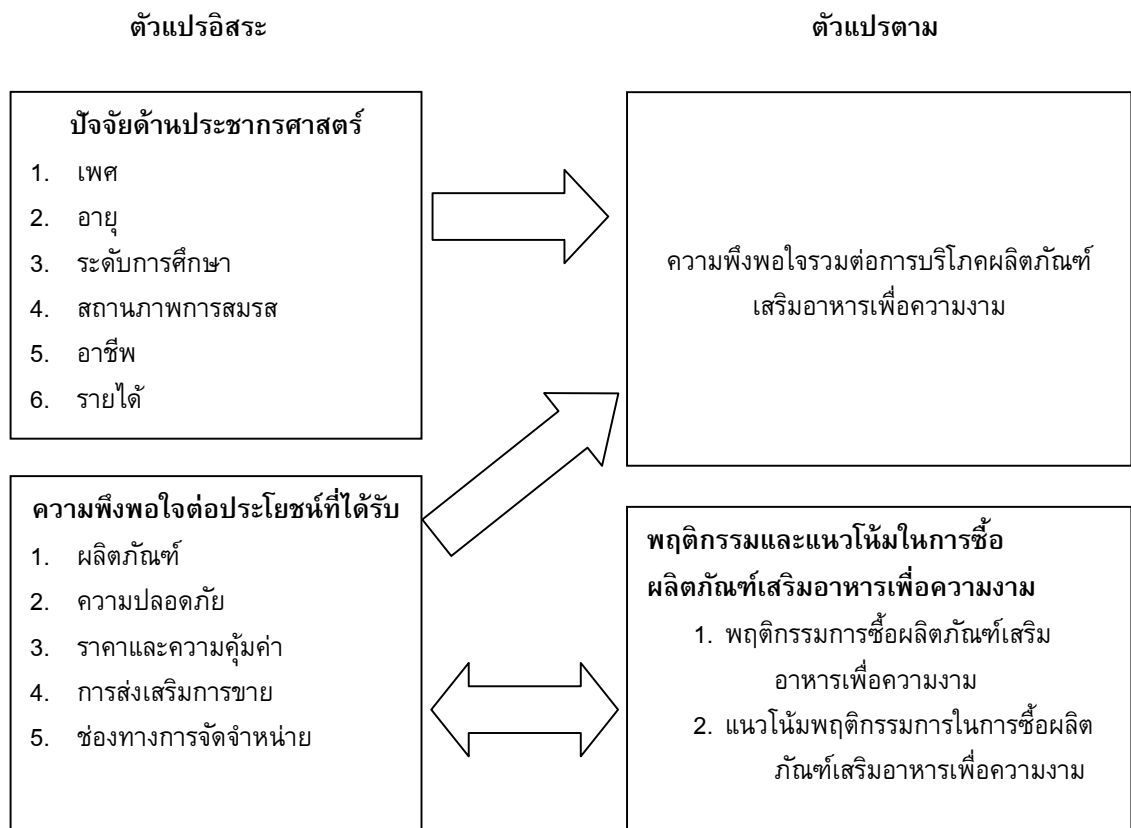 ตัวแปรอิสระ
ตัวแปรตาม
ปัจจัยด้านประชากรศาสตร์
1. เพศ
2. อายุ
3. ระดับการศึกษา
4. สถานภาพการสมรส
5. อาชีพ
6. รายได้
ความพึงพอใจรวมต่อการบริโภคผลิตภัณฑ์
เสริมอาหารเพื่อความงาม
ความพึงพอใจต่อประโยชน์ที่ได้รับ
1. ผลิตภัณฑ์
2. ความปลอดภัย
3. ราคาและความคุ้มค่า
4. การส่งเสริมการขาย
5. ช่องทางการจัดจำหน่าย
พฤติกรรมและแนวโน้มในการซื้อ
ผลิตภัณฑ์เสริมอาหารเพื่อความงาม
1. พฤติกรรมการซื้อผลิตภัณฑ์เสริม
อาหารเพื่อความงาม
2. แนวโน้มพฤติกรรมการในการซื้อผลิต
ภัณฑ์เสริมอาหารเพื่อความงาม